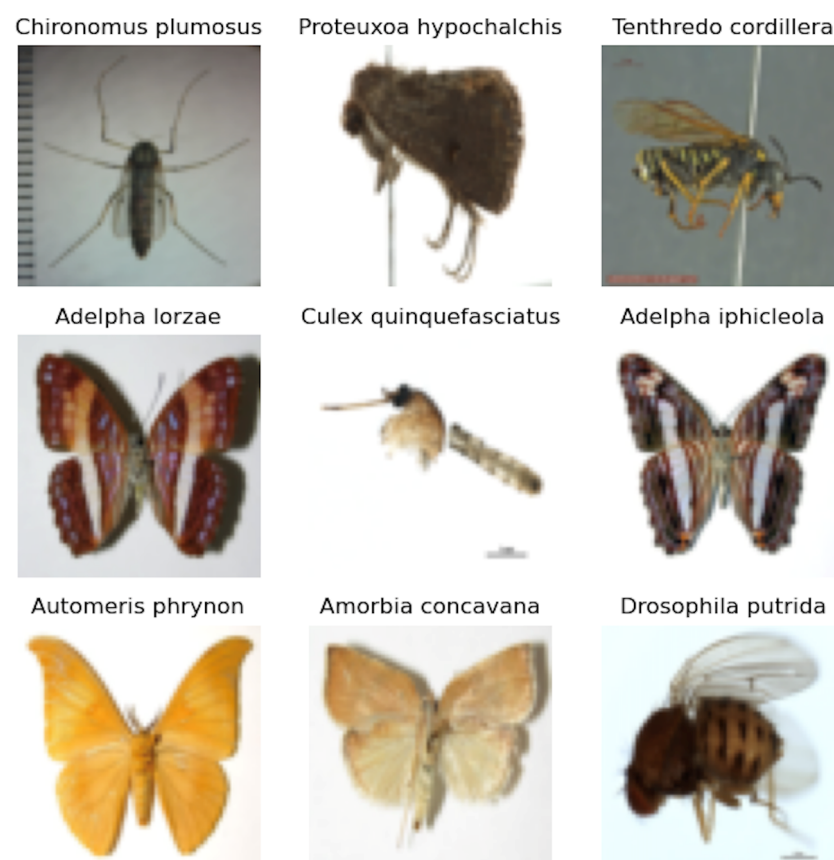 Chironomus plumosus
Proteuxoa hypochalchis
Tenthredo cordillera
Adelpha lorzae
Culex quinquefasciatus
Adelpha iphicleola
Automeris phrynon
Amorbia concavana
Drosophila putrida